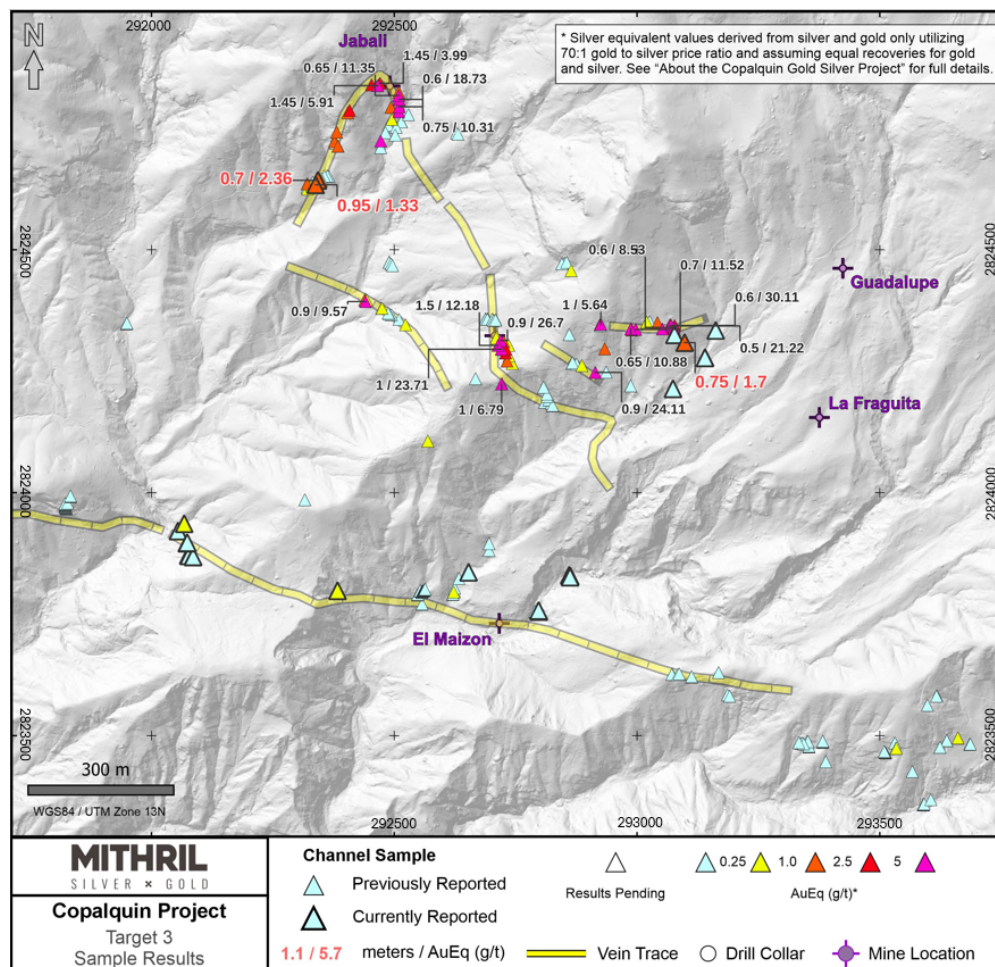 292000
292500
293000
293500
N
Jabali
* Silver equivalent values derived from silver and gold only utilizing
70:1 gold to silver price ratio and assuming equal recoveries for gold
and silver. See “About the Copalquin Gold Silver Project” for full details.
1.45 / 3.99
0.65 / 11.35
0.6 / 18.73
1.45 / 5.91
0.75 / 10.31
0.7 / 2.36
0.95 / 1.33
2824500
2824500
0.6 / 8.53
0.7 / 11.52
Guadalupe
0.9 / 9.57
1.5 / 12.18
0.9 / 26.7
1 / 5.64
0.6 / 30.11
0.5 / 21.22
1 / 23.71
0.65 / 10.88
0.75 / 1.7
1 / 6.79
0.9 / 24.11
La Fraguita
2824000
2824000
El Maizon
2823500
2823500
300 m
WGS84 / UTM Zone 13N
292500
293000
293500
MITHRIL
SILVER × GOLD
Copalquin Project
Target 3
Sample Results
Channel Sample
Previously Reported
Currently Reported
Results Pending
0.25 1.0 2.5 5
AuEq (g/t)*
1.1 / 5.7 meters / AuEq (g/t)
Vein Trace
Drill Collar
Mine Location